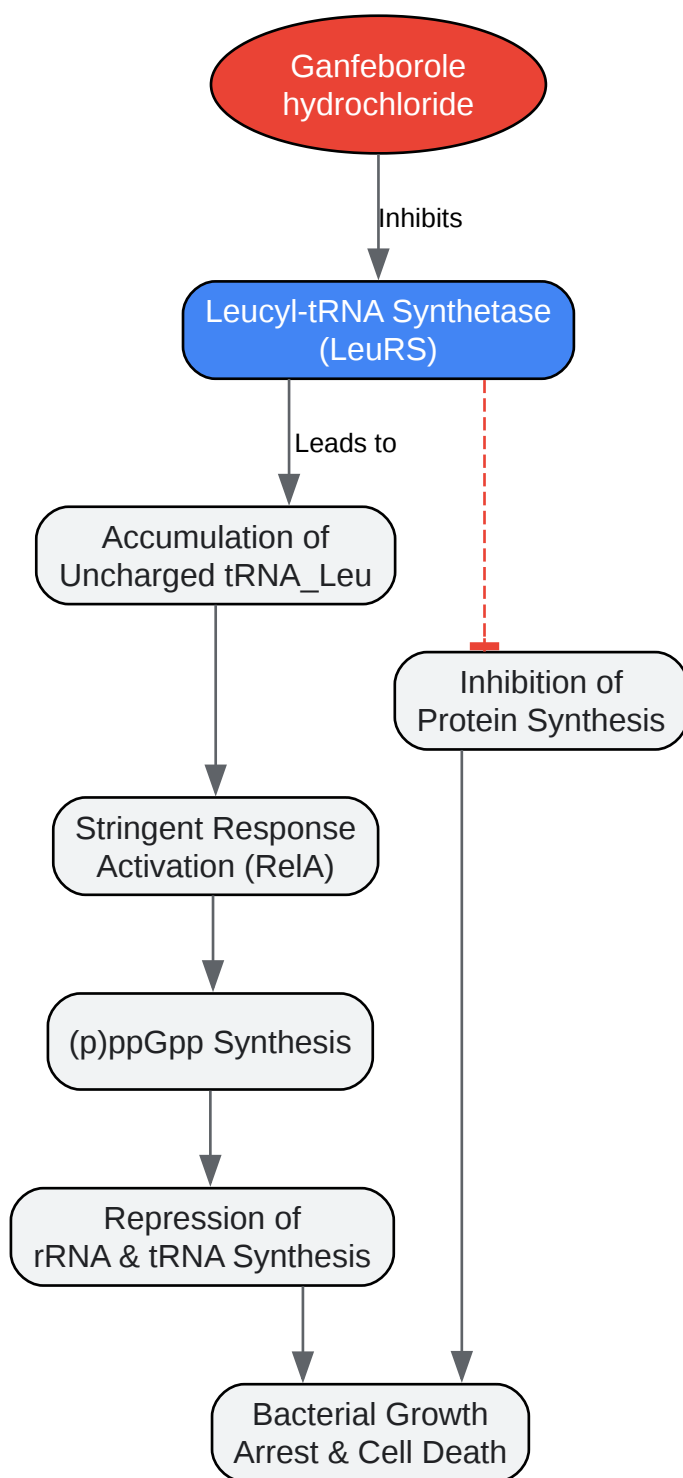 Ganfeborole
hydrochloride
Inhibits
Leucyl-tRNA Synthetase
(LeuRS)
Leads to
Accumulation of
Uncharged tRNA_Leu
Inhibition of
Protein Synthesis
Stringent Response
Activation (RelA)
(p)ppGpp Synthesis
Repression of
rRNA & tRNA Synthesis
Bacterial Growth
Arrest & Cell Death